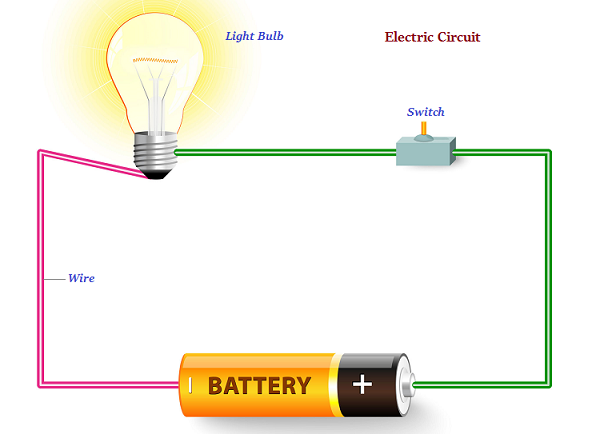 Light Bulb
Electric Circuit
Switch
Wire
BATTERY +